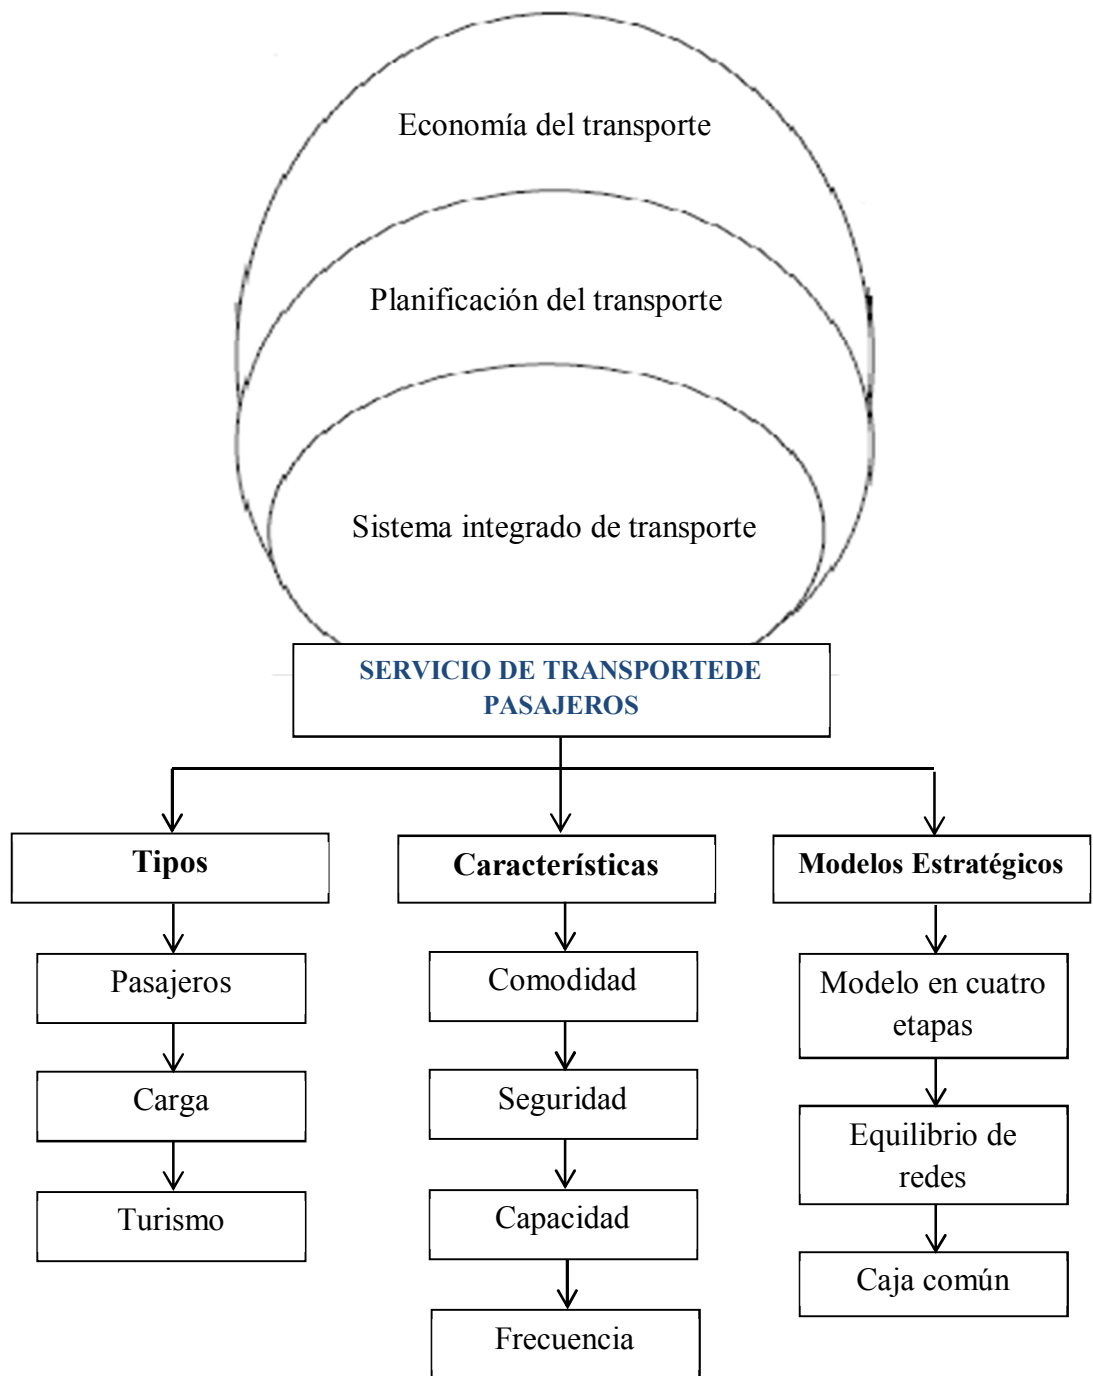 Economía del transporte
Planificación del transporte
Sistema integrado de transporte
SERVICIO DE TRANSPORTEDE
PASAJEROS
Tipos
Pasajeros
Carga
Turismo
Caracterísíticas
Comodidad
Seguridad
Capacidad
Frecuencia
Modelos Estratégicos
Modelo en cuatro
etapas
Equilibrio de
redes
Caja común